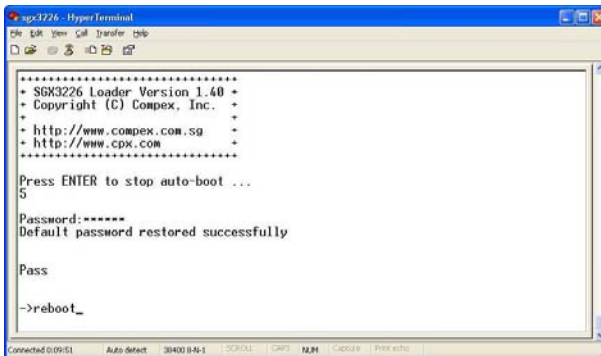 sgx3226 - HyperTerminal
File Edit View Call Transfer Help
+++++++++++++++++++++++++++++++
+ SGX3226 Loader Version 1.40 +
+ Copyright (C) Compex, Inc. +
+ +
+ http://www.compex.com.sg +
+ http://www.cpx.com +
+++++++++++++++++++++++++++++++
Press ENTER to stop auto-boot ...
5
Password:******
Default password restored successfully
Pass
->reboot_
Connected 0:09:51 Auto detect 38400 8-N-1 SCROLL CAPS NUM Capture Print echo